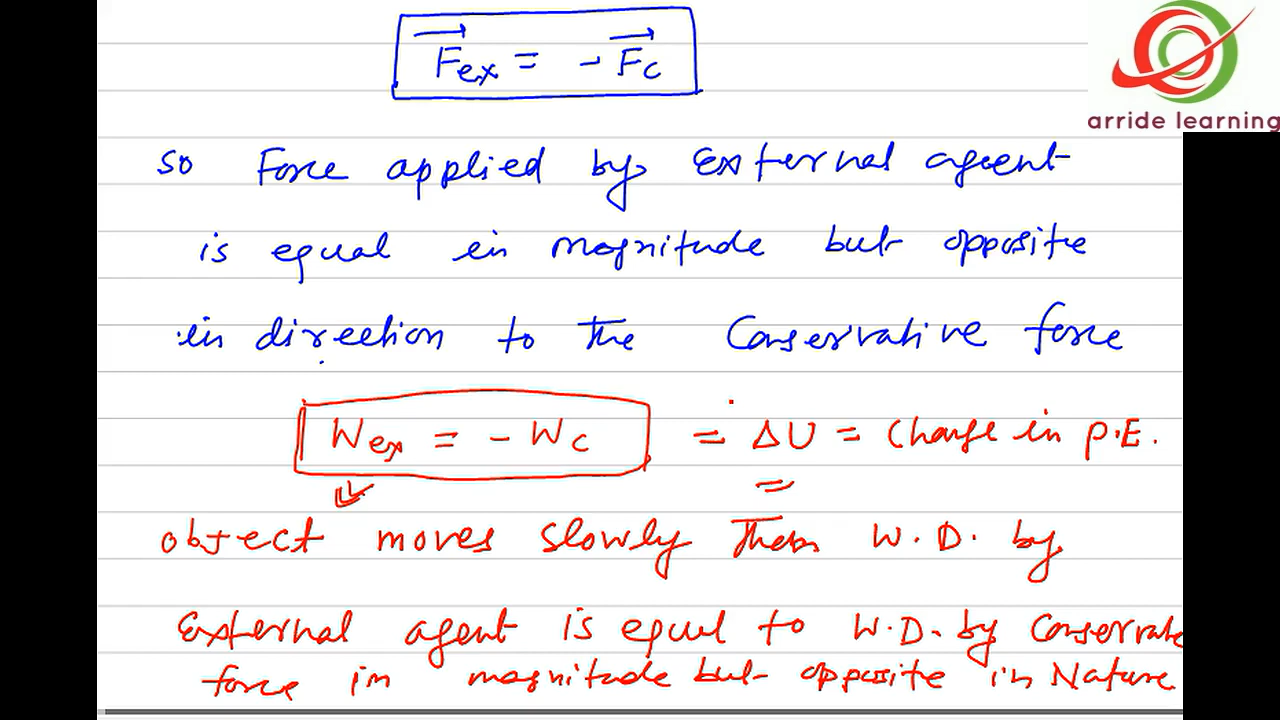 F⃗ex = - F⃗c
arride learning
so Force applied by External agent
is equal in magnitude but opposite
in direction to the Conservative force
Wex = - Wc = ΔU = Change in P.E.
object moves slowly Then W.D. by
External agent is equal to W.D. by Conservate
force in magnitude but opposite in Nature